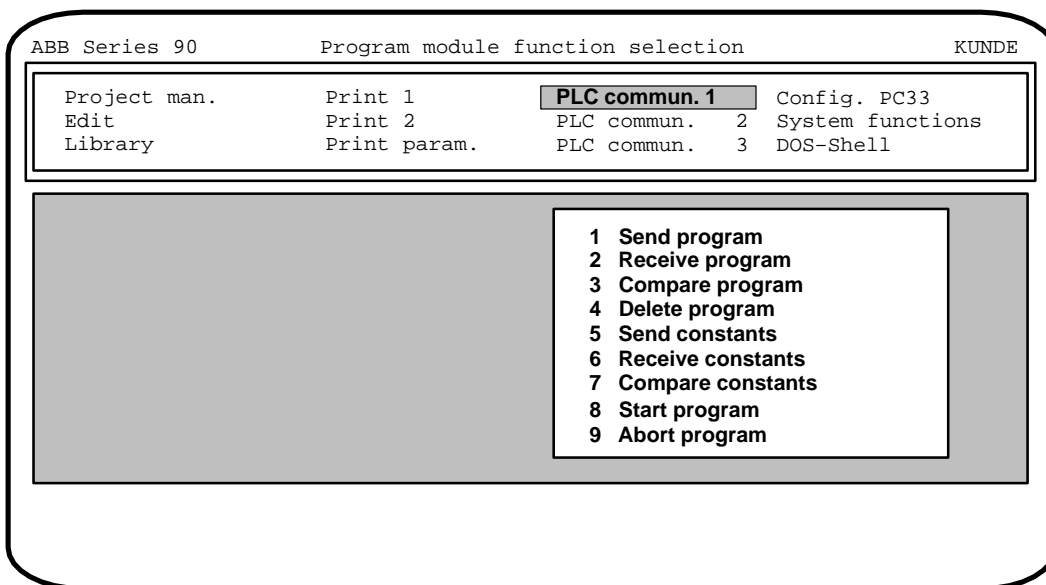 ABB Series 90 Program module function selection KUNDE
Project man. Print 1 PLC commun. 1 Config. PC33
Edit Print 2 PLC commun. 2 System functions
Library Print param. PLC commun. 3 DOS-Shell
1 Send program
2 Receive program
3 Compare program
4 Delete program
5 Send constants
6 Receive constants
7 Compare constants
8 Start program
9 Abort program